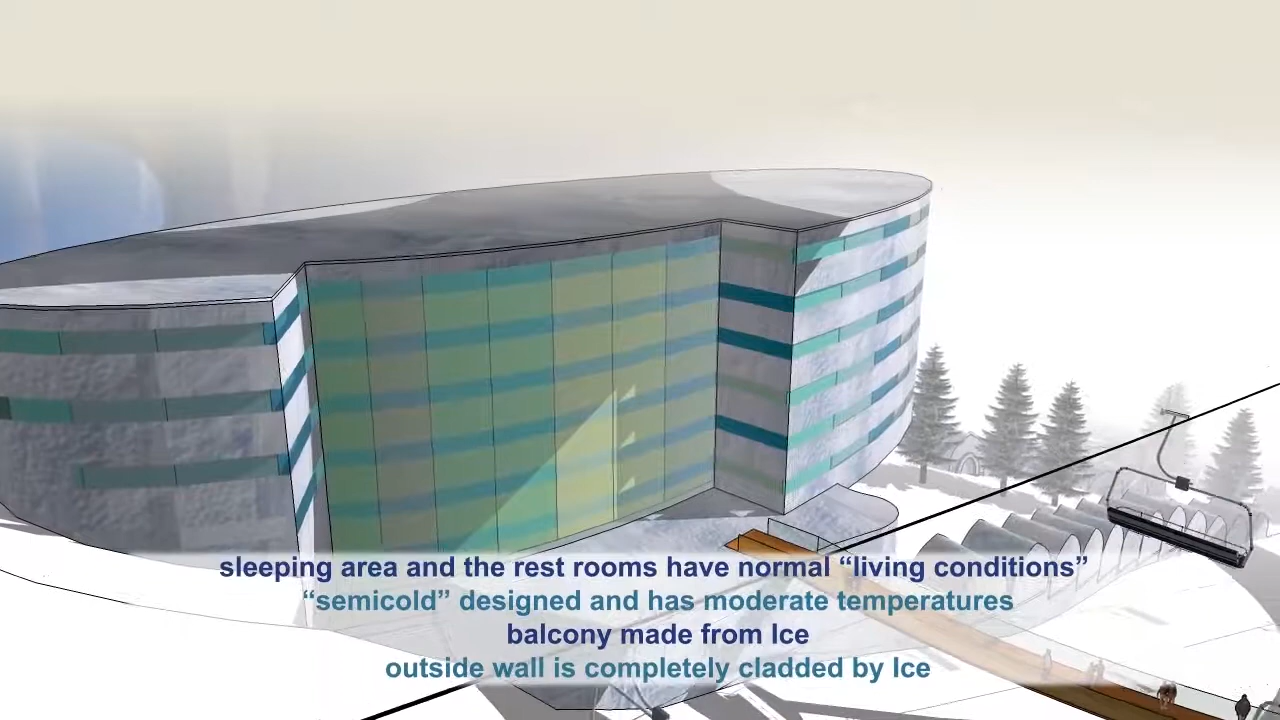 sleeping area and the rest rooms have normal “living conditions”
“semicold” designed and has moderate temperatures
balcony made from Ice
outside wall is completely cladded by Ice